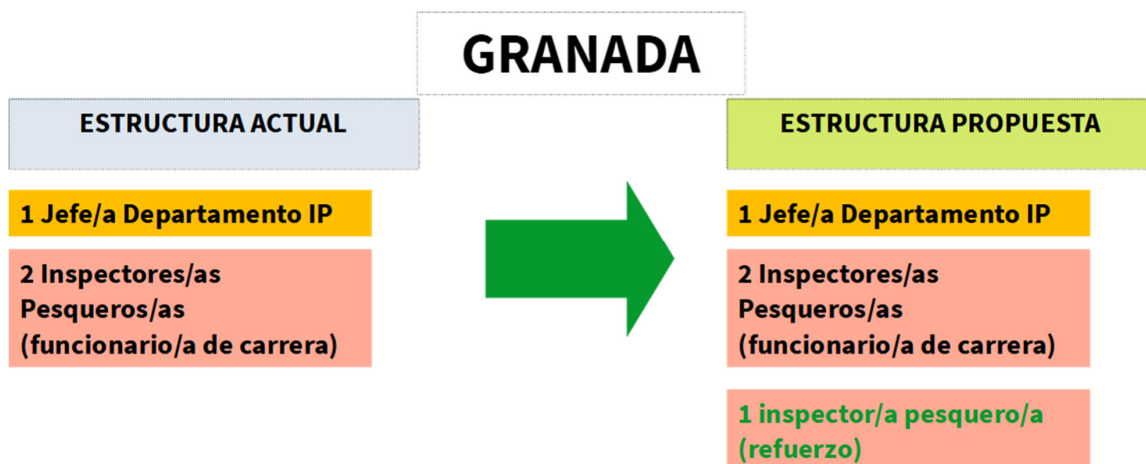 GRANADA
ESTRUCTURA ACTUAL
1 Jefe/a Departamento IP
2 Inspectores/as
Pesqueros/as
(funcionario/a de carrera)
ESTRUCTURA PROPUESTA
1 Jefe/a Departamento IP
2 Inspectores/as
Pesqueros/as
(funcionario/a de carrera)
1 inspector/a pesquero/a
(refuerzo)